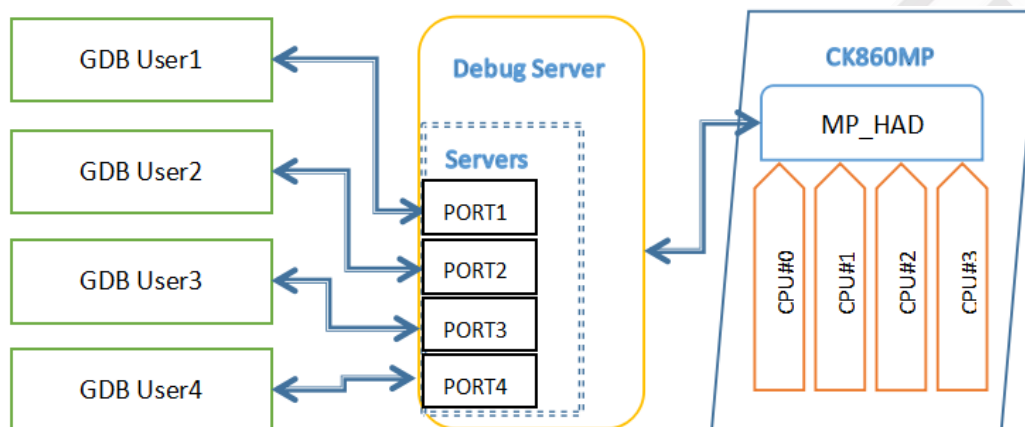 GDB User1
GDB User2
GDB User3
GDB User4
Debug Server
Servers
PORT1
PORT2
PORT3
PORT4
CK860MP
MP_HAD
CPU#0
CPU#1
CPU#2
CPU#3